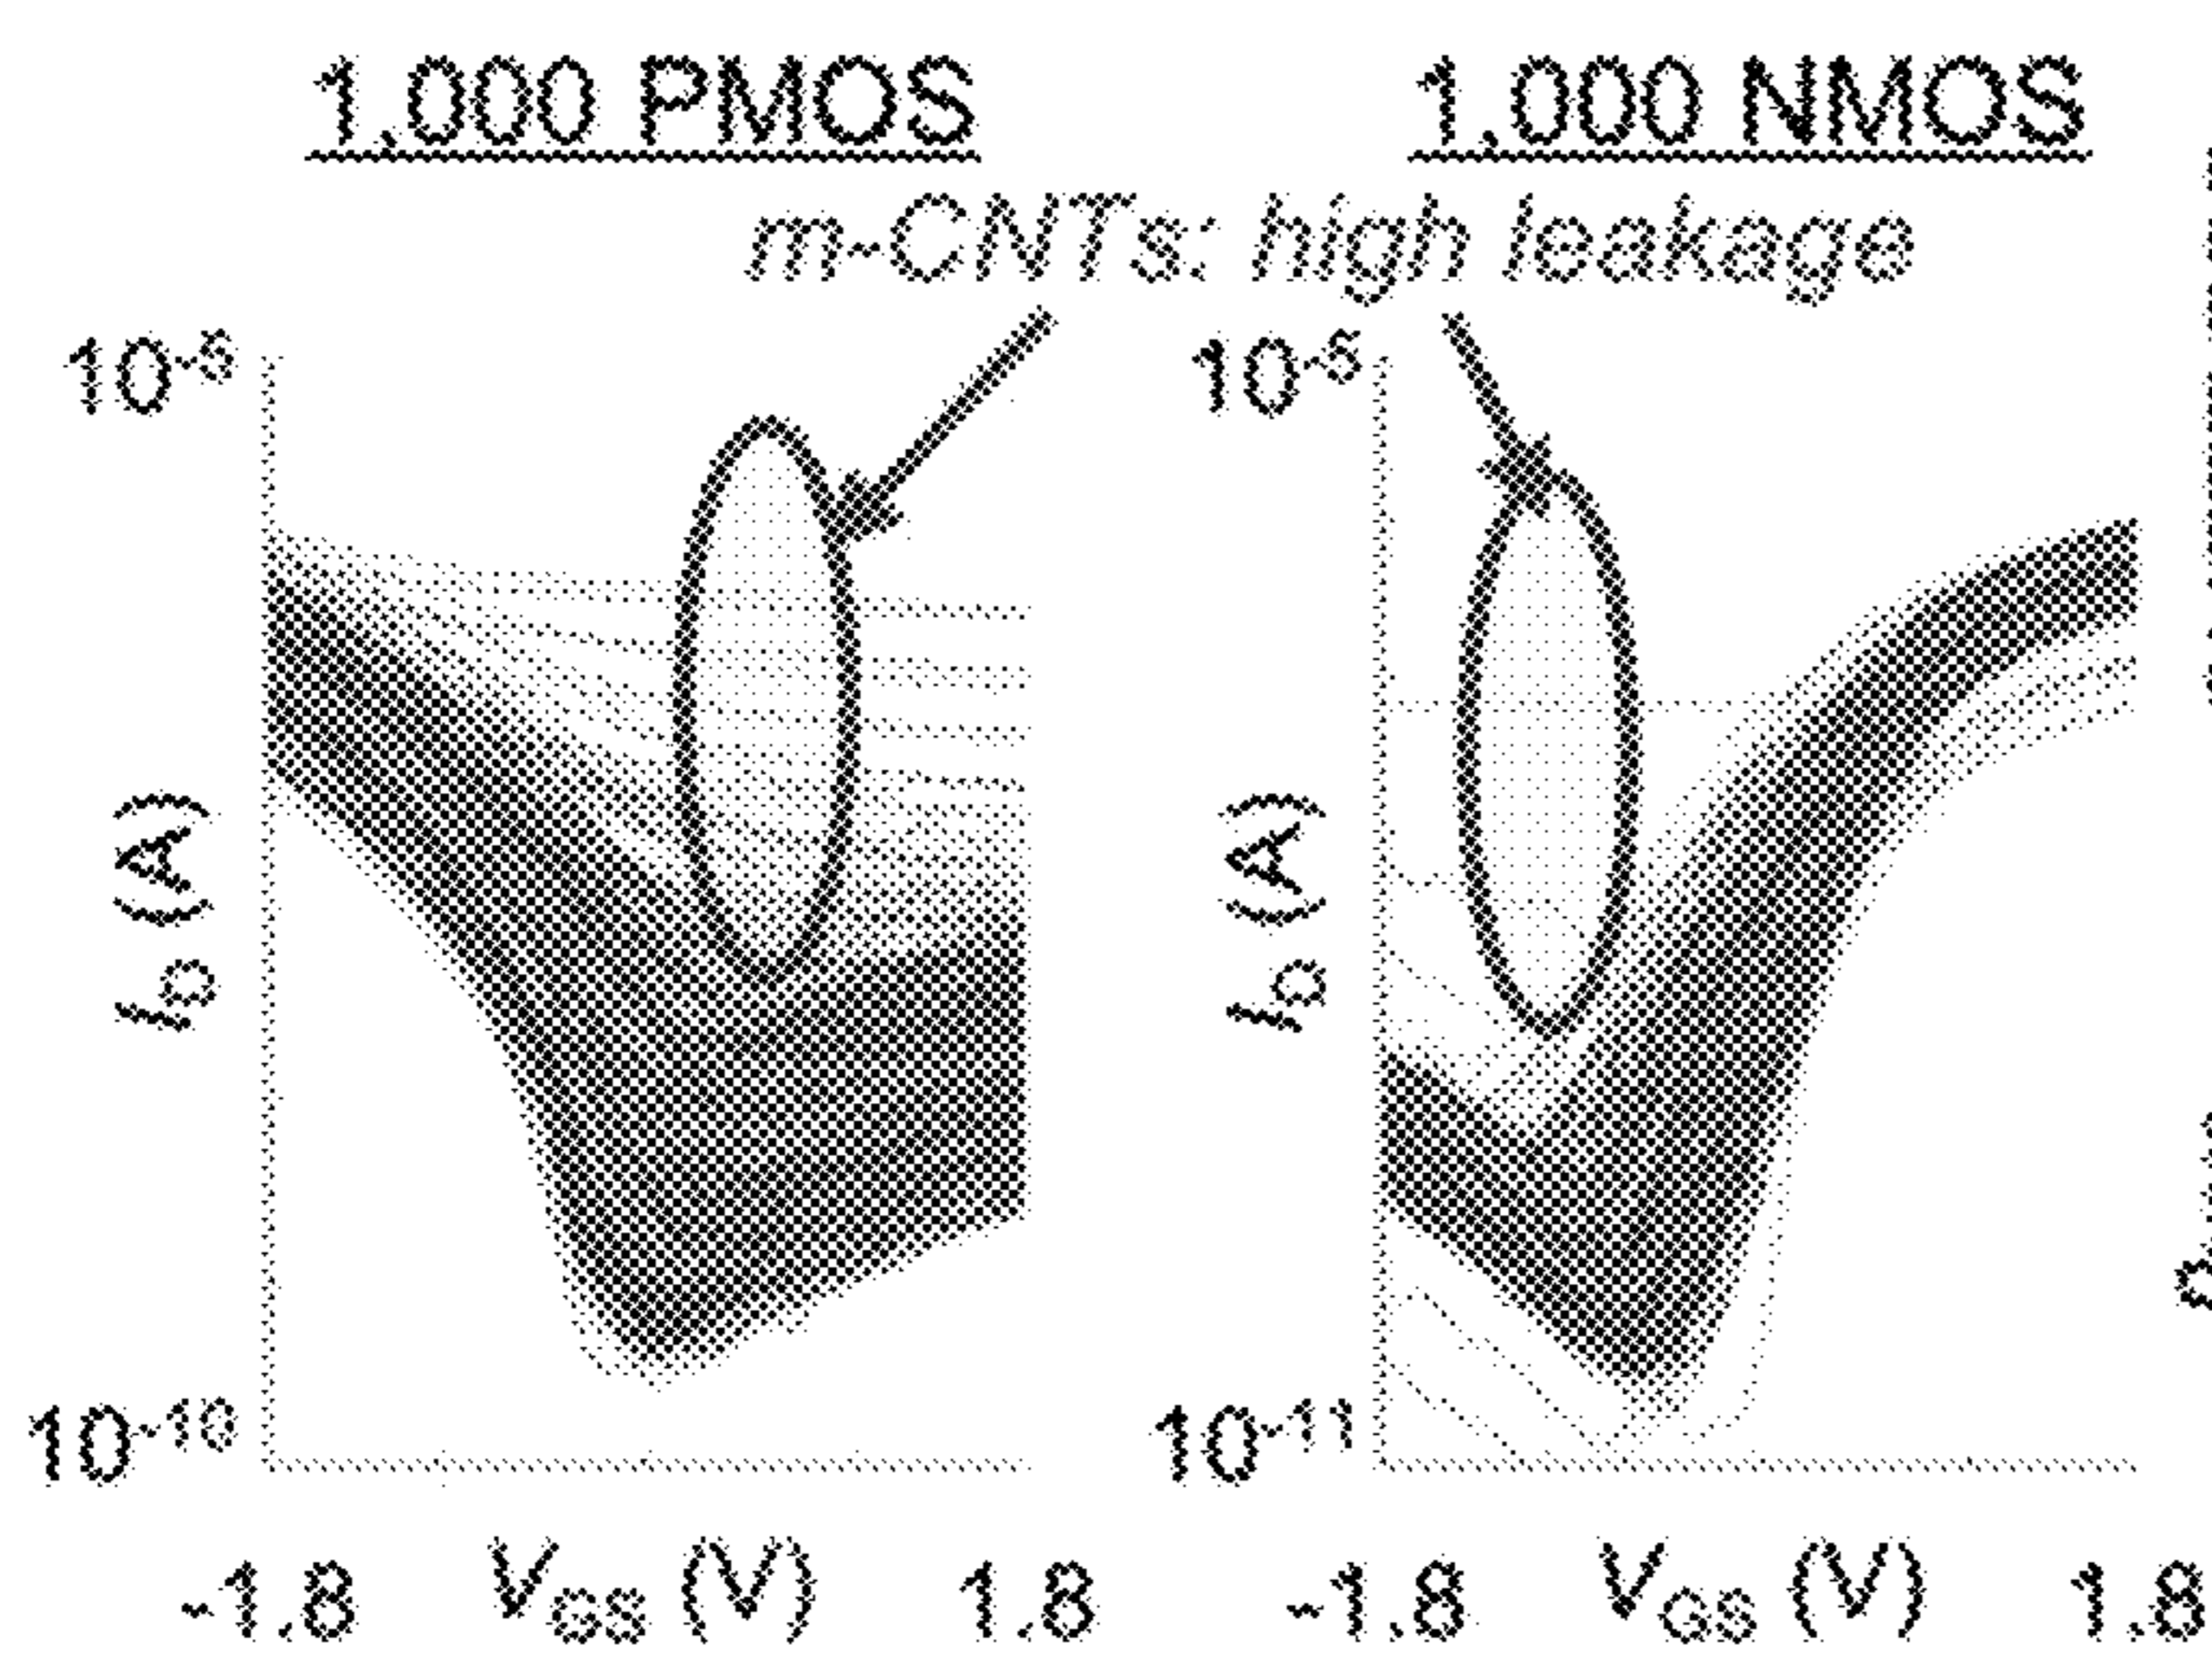 1,000 PMOS
1,000 NMOS
m-CNTs: high leakage
10-5
10-5
ID (A)
ID (A)
10-10
10-11
-1.8 VGS (V) 1.8
-1.8 VGS (V) 1.8